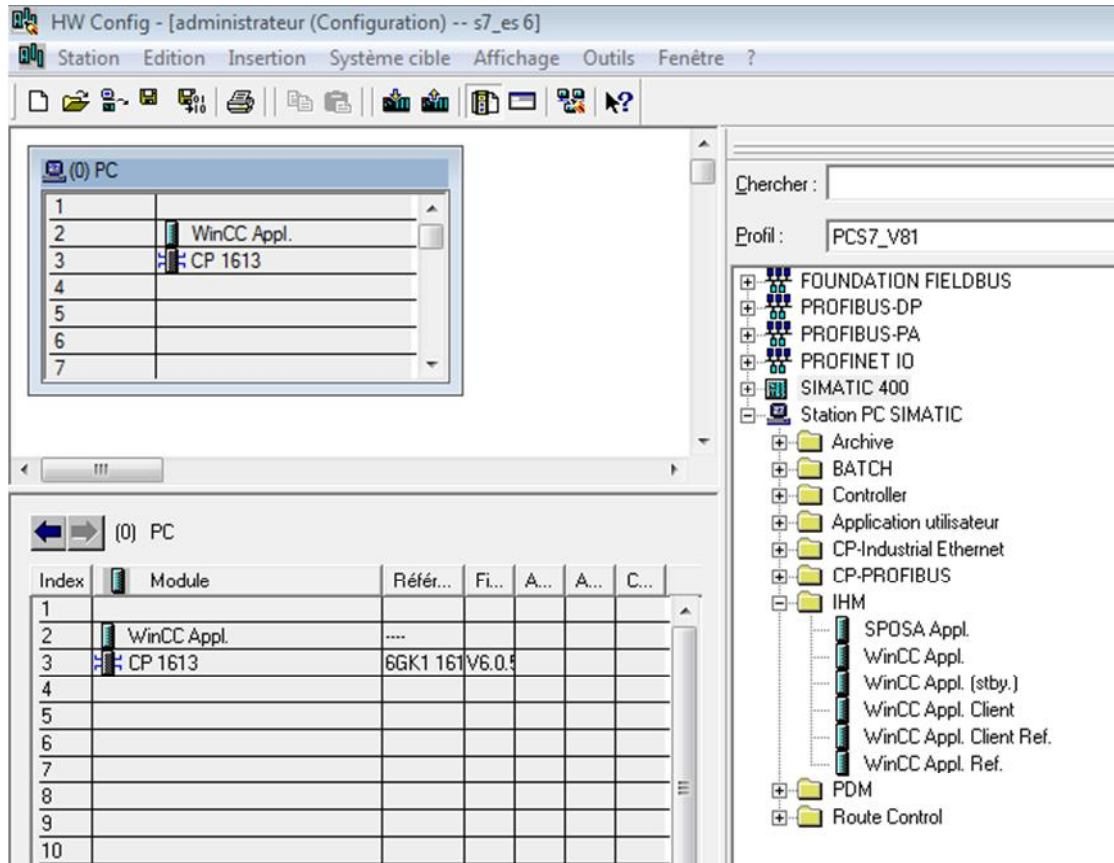 HW Config - [administrateur (Configuration) -- s7_es 6]
Station Edition Insertion Système cible Affichage Outils Fenêtre ?
(0) PC
1
2 WinCC Appl.
3 CP 1613
4
5
6
7
Chercher :
Profil : PCS7_V81
FOUNDATION FIELDBUS
PROFIBUS-DP
PROFIBUS-PA
PROFINET IO
SIMATIC 400
Station PC SIMATIC
Archive
BATCH
Controller
Application utilisateur
CP-Industrial Ethernet
CP-PROFIBUS
IHM
SPOSA Appl.
WinCC Appl.
WinCC Appl. (stby.)
WinCC Appl. Client
WinCC Appl. Client Ref.
WinCC Appl. Ref.
PDM
Route Control
(0) PC
Index Module Référ... Fi... A... A... C...
1
2 WinCC Appl. ----
3 CP 1613 6GK1 161 V6.0.5
4
5
6
7
8
9
10